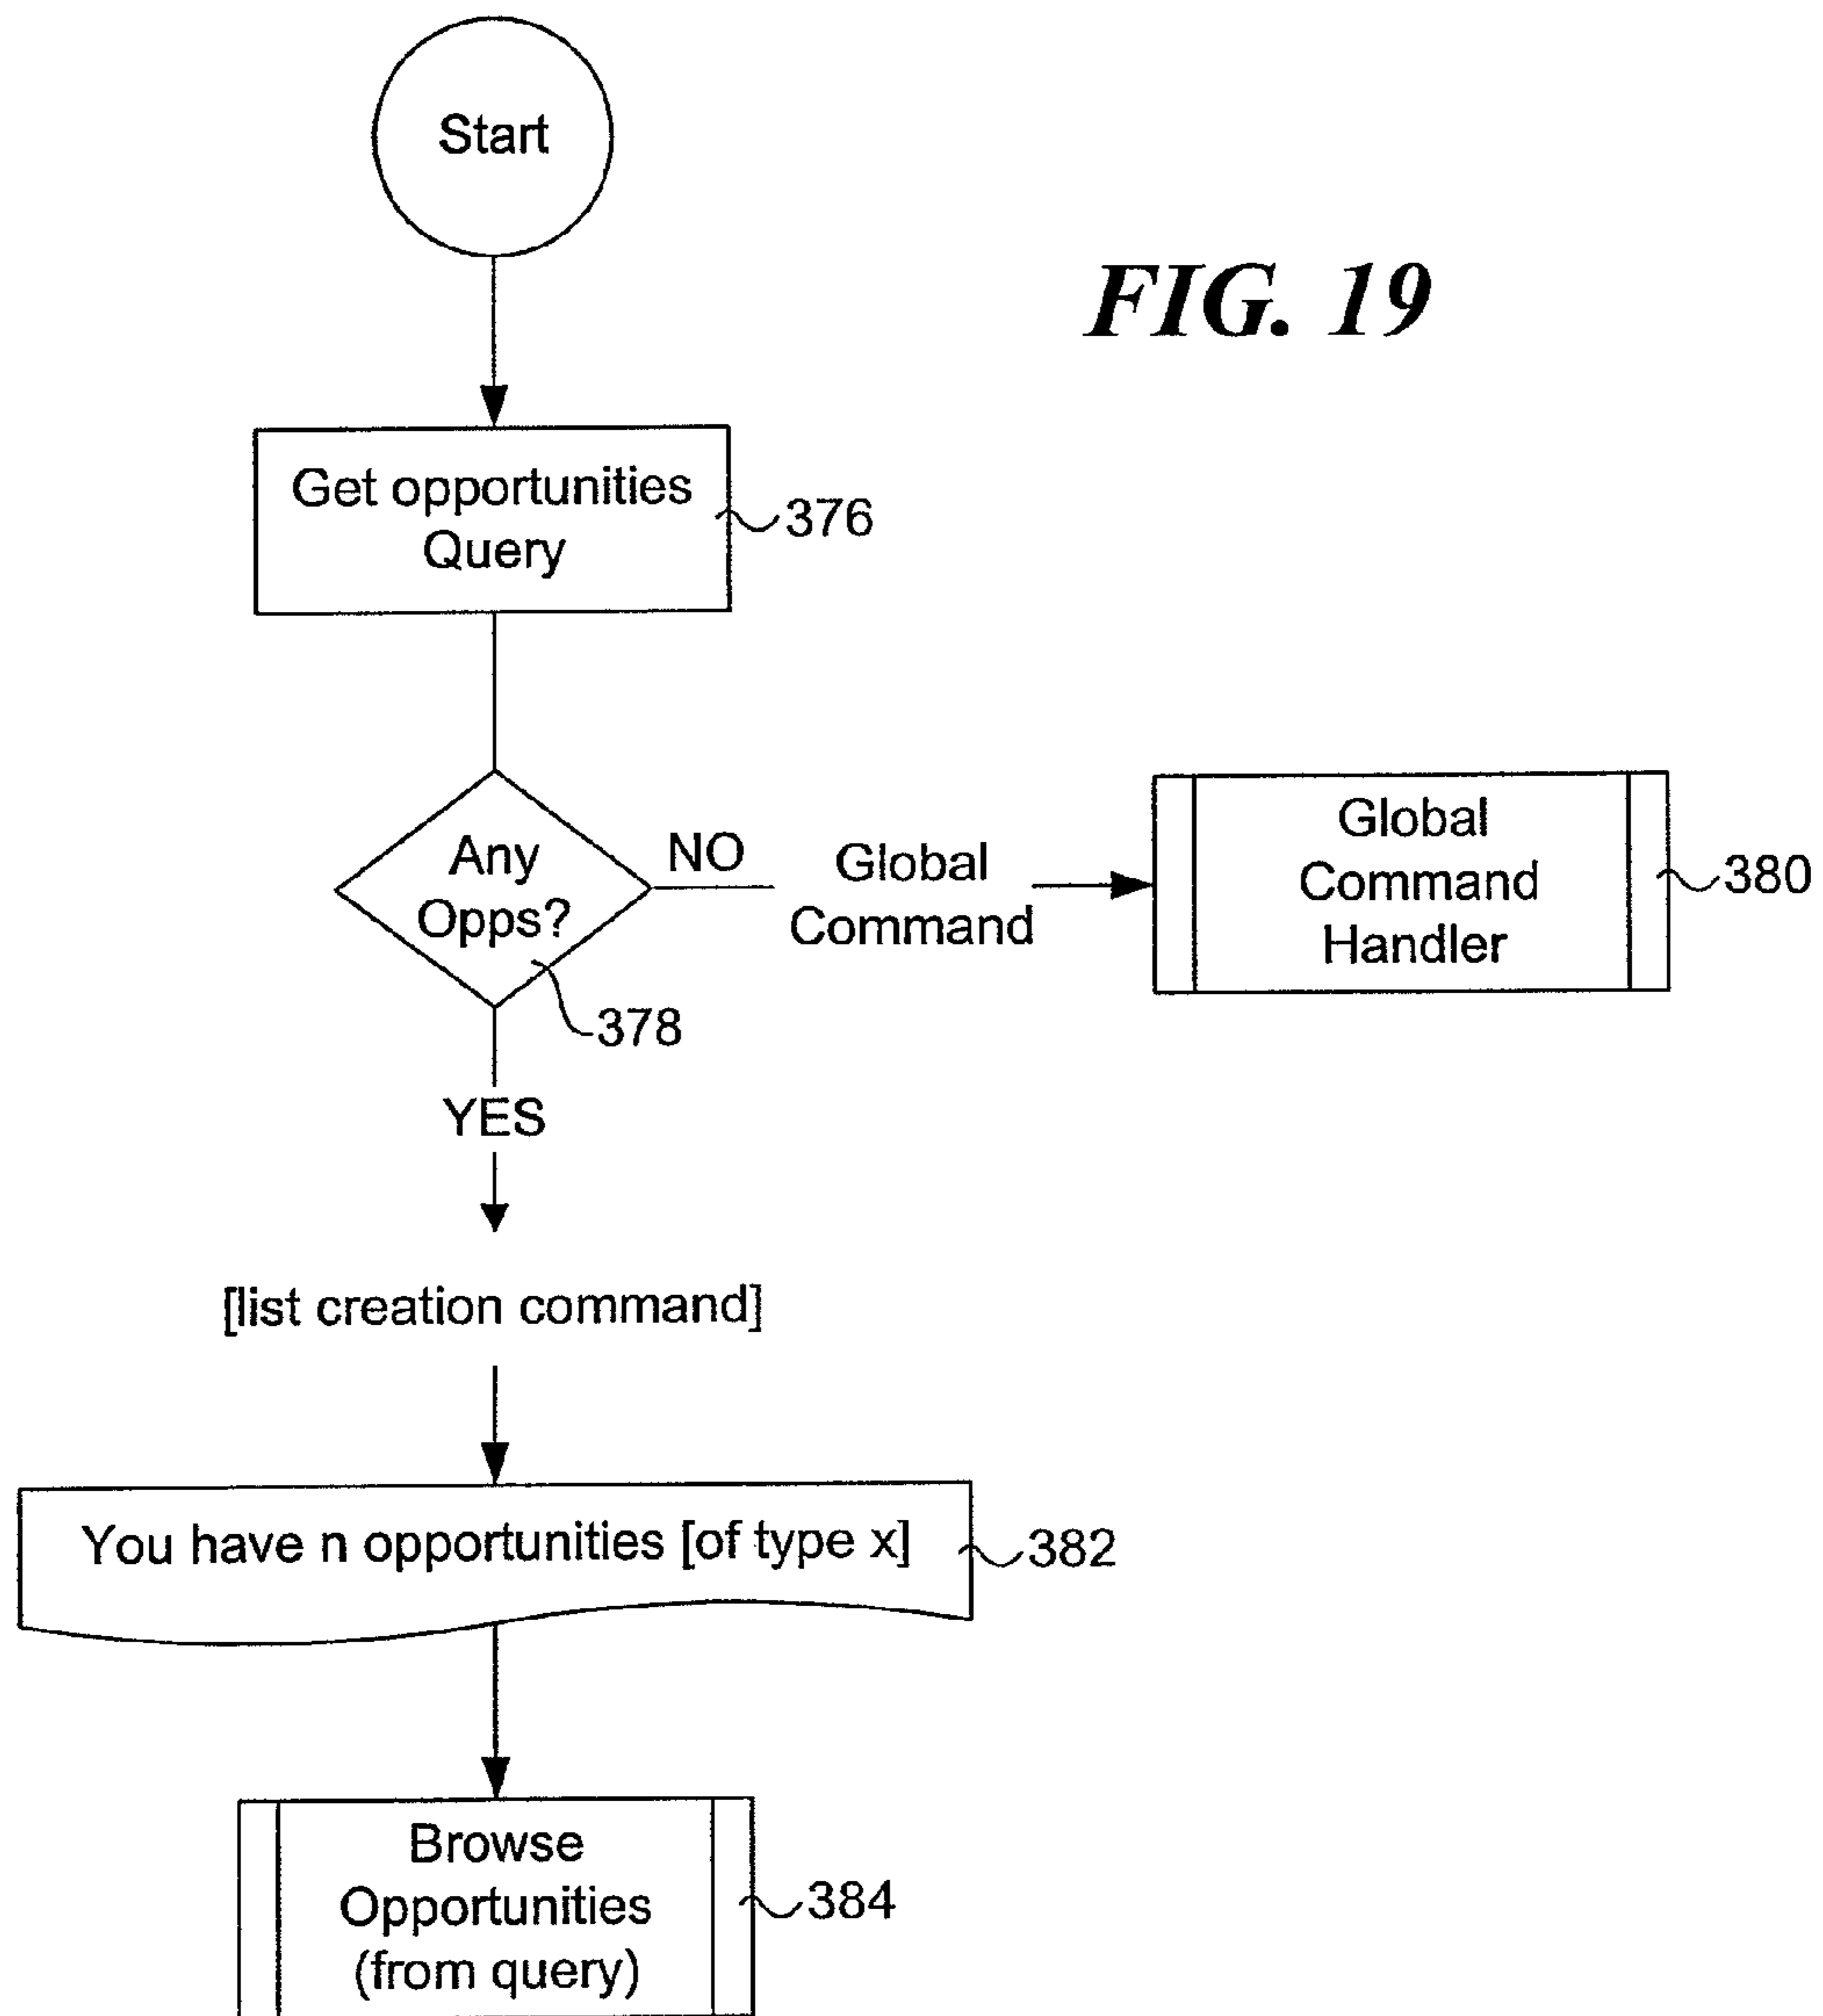 Start
FIG. 19
Get opportunities
Query
376
Any
Opps?
NO
Global
Command
Global
Command
Handler
380
378
YES
[list creation command]
You have n opportunities [of type x]
382
Browse
Opportunities
(from query)
384